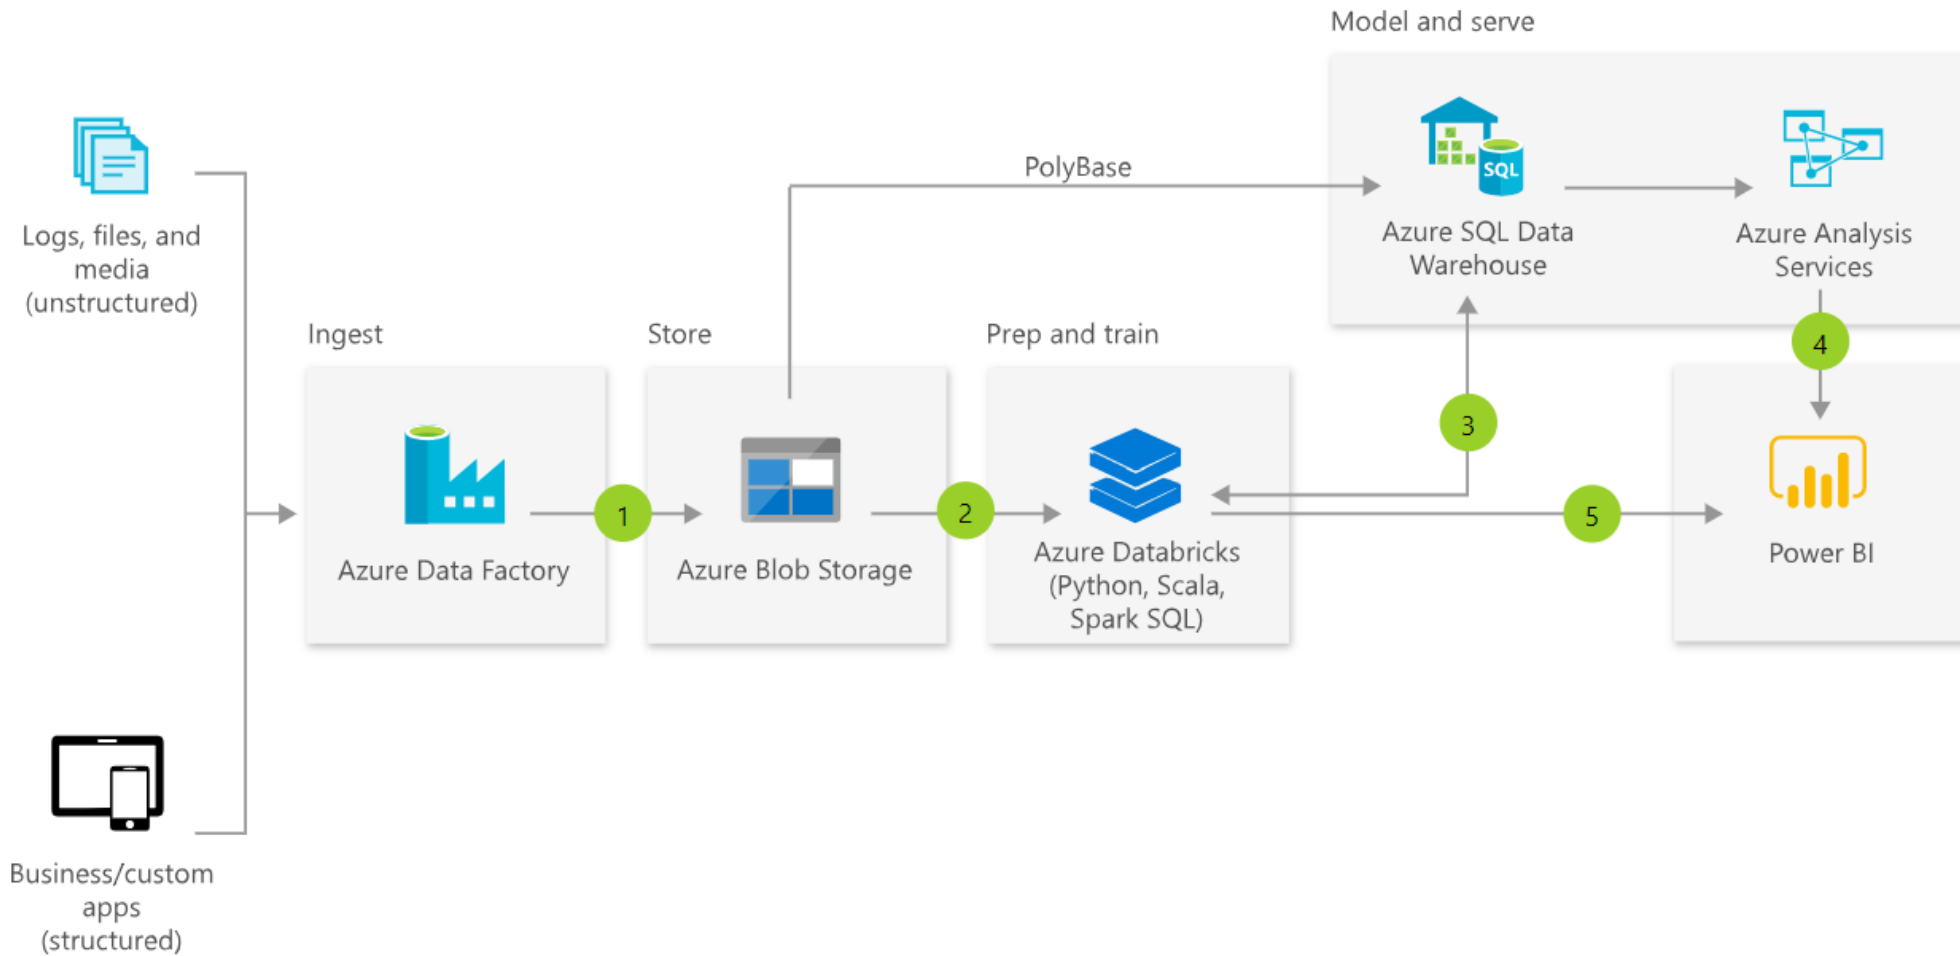 Model and serve
PolyBase
SQL
Azure SQL Data
Warehouse
Azure Analysis
Services
Logs, files, and
media
(unstructured)
Ingest
Store
Prep and train
4
3
1
2
5
Azure Data Factory
Azure Blob Storage
Azure Databricks
(Python, Scala,
Spark SQL)
Power BI
Business/custom
apps
(structured)